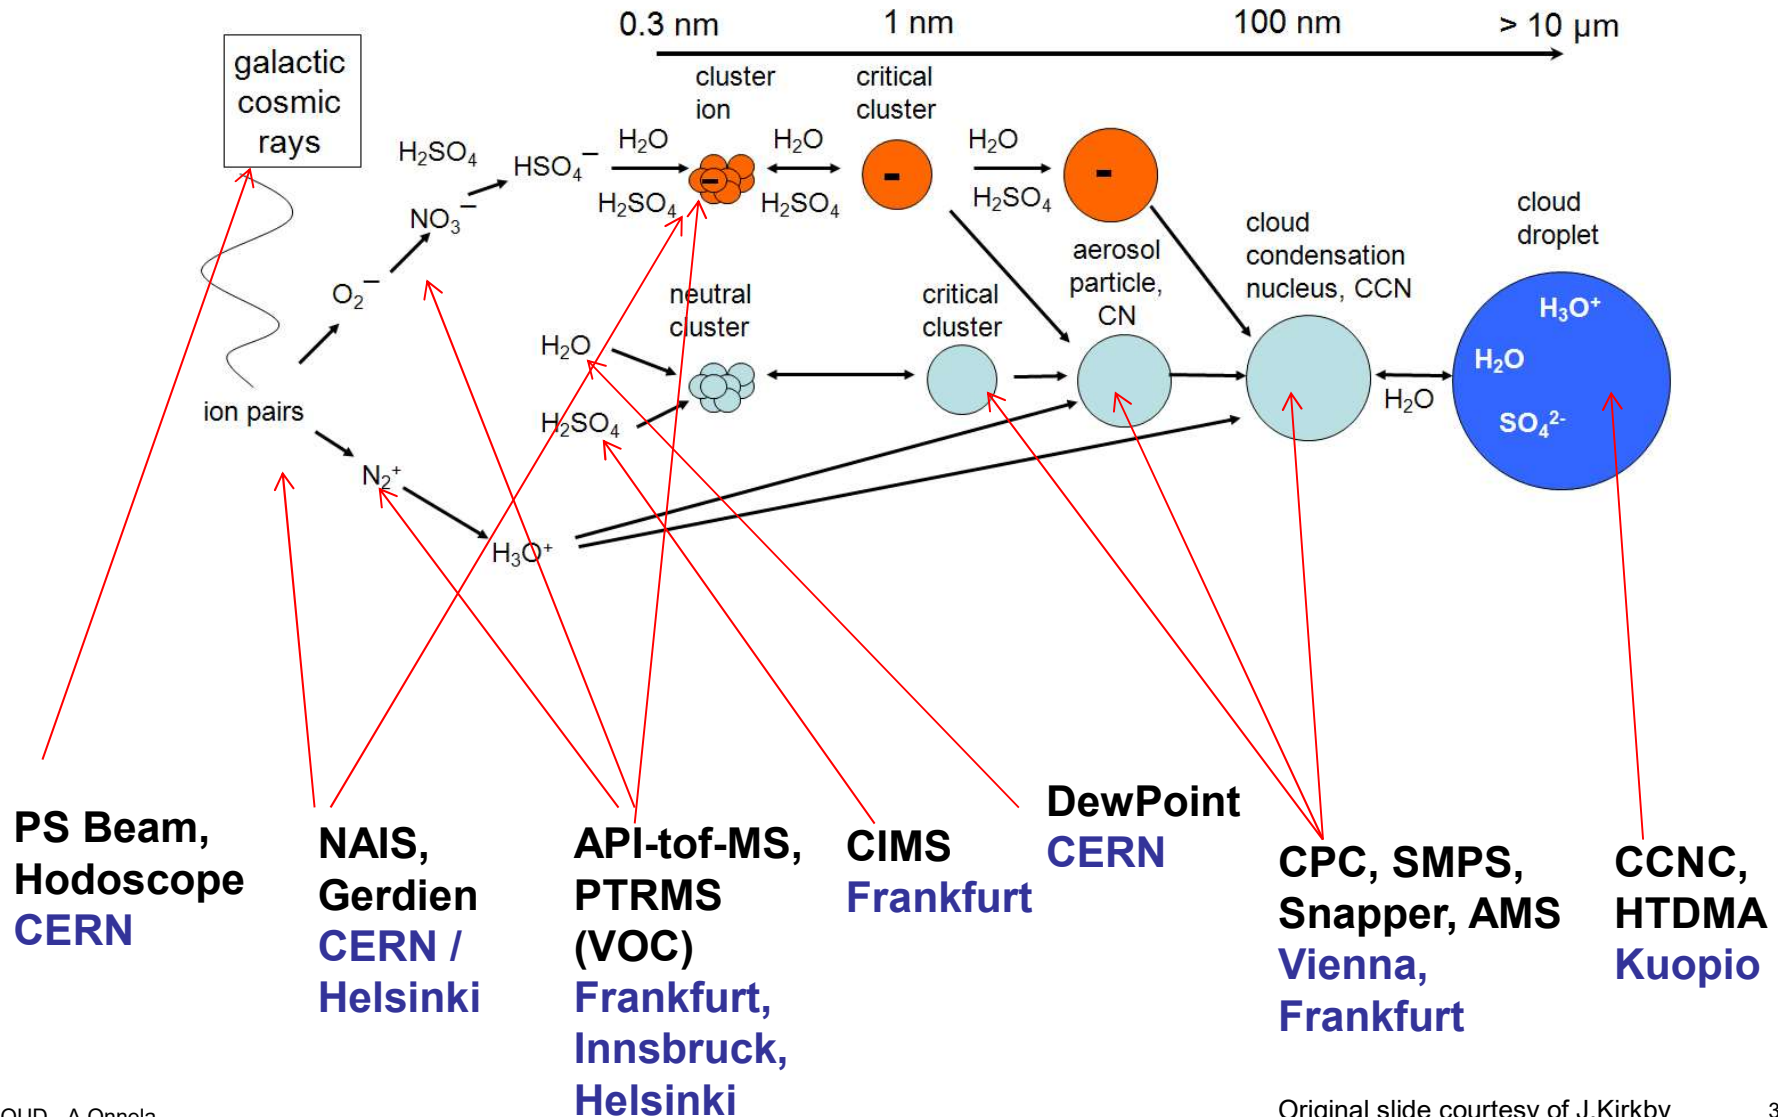 0.3 nm 1 nm 100 nm > 10 µm
galactic
cosmic
rays
cluster
ion
critical
cluster
H₂SO₄
HSO₄⁻
H₂O
H₂SO₄
H₂O
H₂SO₄
H₂O
H₂SO₄
NO₃⁻
O₂⁻
aerosol
particle,
CN
cloud
condensation
nucleus, CCN
cloud
droplet
neutral
cluster
critical
cluster
H₂O
H₂SO₄
ion pairs
N₂⁺
H₃O⁺
H₂O
H₃O⁺
H₂O
SO₄²⁻
-
-
-
PS Beam,
Hodoscope
CERN
NAIS,
Gerdien
CERN /
Helsinki
API-tof-MS,
PTRMS
(VOC)
Frankfurt,
Innsbruck,
Helsinki
CIMS
Frankfurt
DewPoint
CERN
CPC, SMPS,
Snapper, AMS
Vienna,
Frankfurt
CCNC,
HTDMA
Kuopio
A.Onnela
Original slide courtesy of J.Kirkby
3